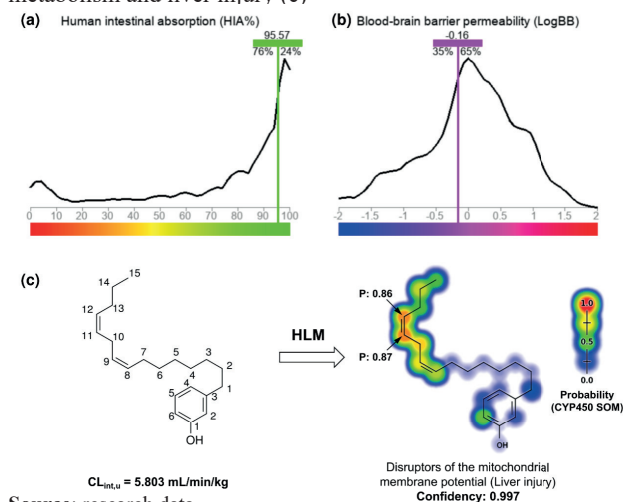 metabolism and liver injury, (c)
(a) Human intestinal absorption (HIA%)
95.57
76% 24%
0 10 20 30 40 50 60 70 80 90 100
(b) Blood-brain barrier permeability (LogBB)
-0.16
35% 65%
-2 -1.5 -1 -0.5 0 0.5 1 1.5 2
(c)
15
14
13
12
11
10
9
8
7
6
5
4
3
2
1
4
5
3
6
2
1
OH
CLint,u = 5.803 mL/min/kg
HLM
P: 0.86
P: 0.87
OH
1.0
0.5
0.0
Probability
(CYP450 SOM)
Disruptors of the mitochondrial
membrane potential (Liver injury)
Confidency: 0.997
Source: research data